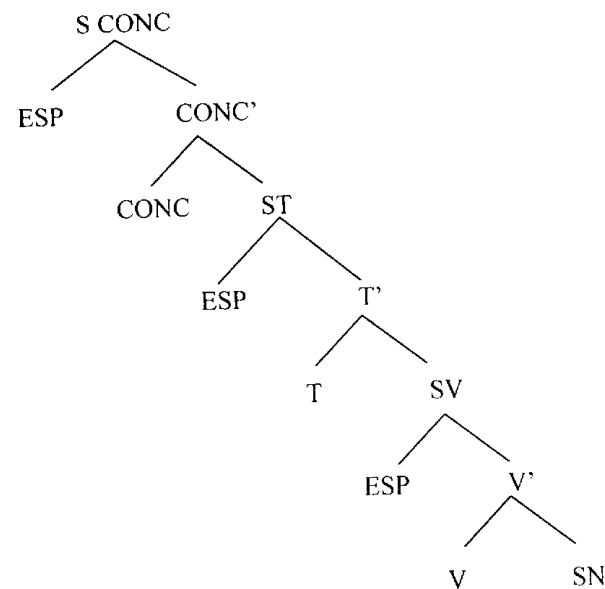 S CONC
ESP CONC’
CONC ST
ESP T’
T SV
ESP V’
V SN